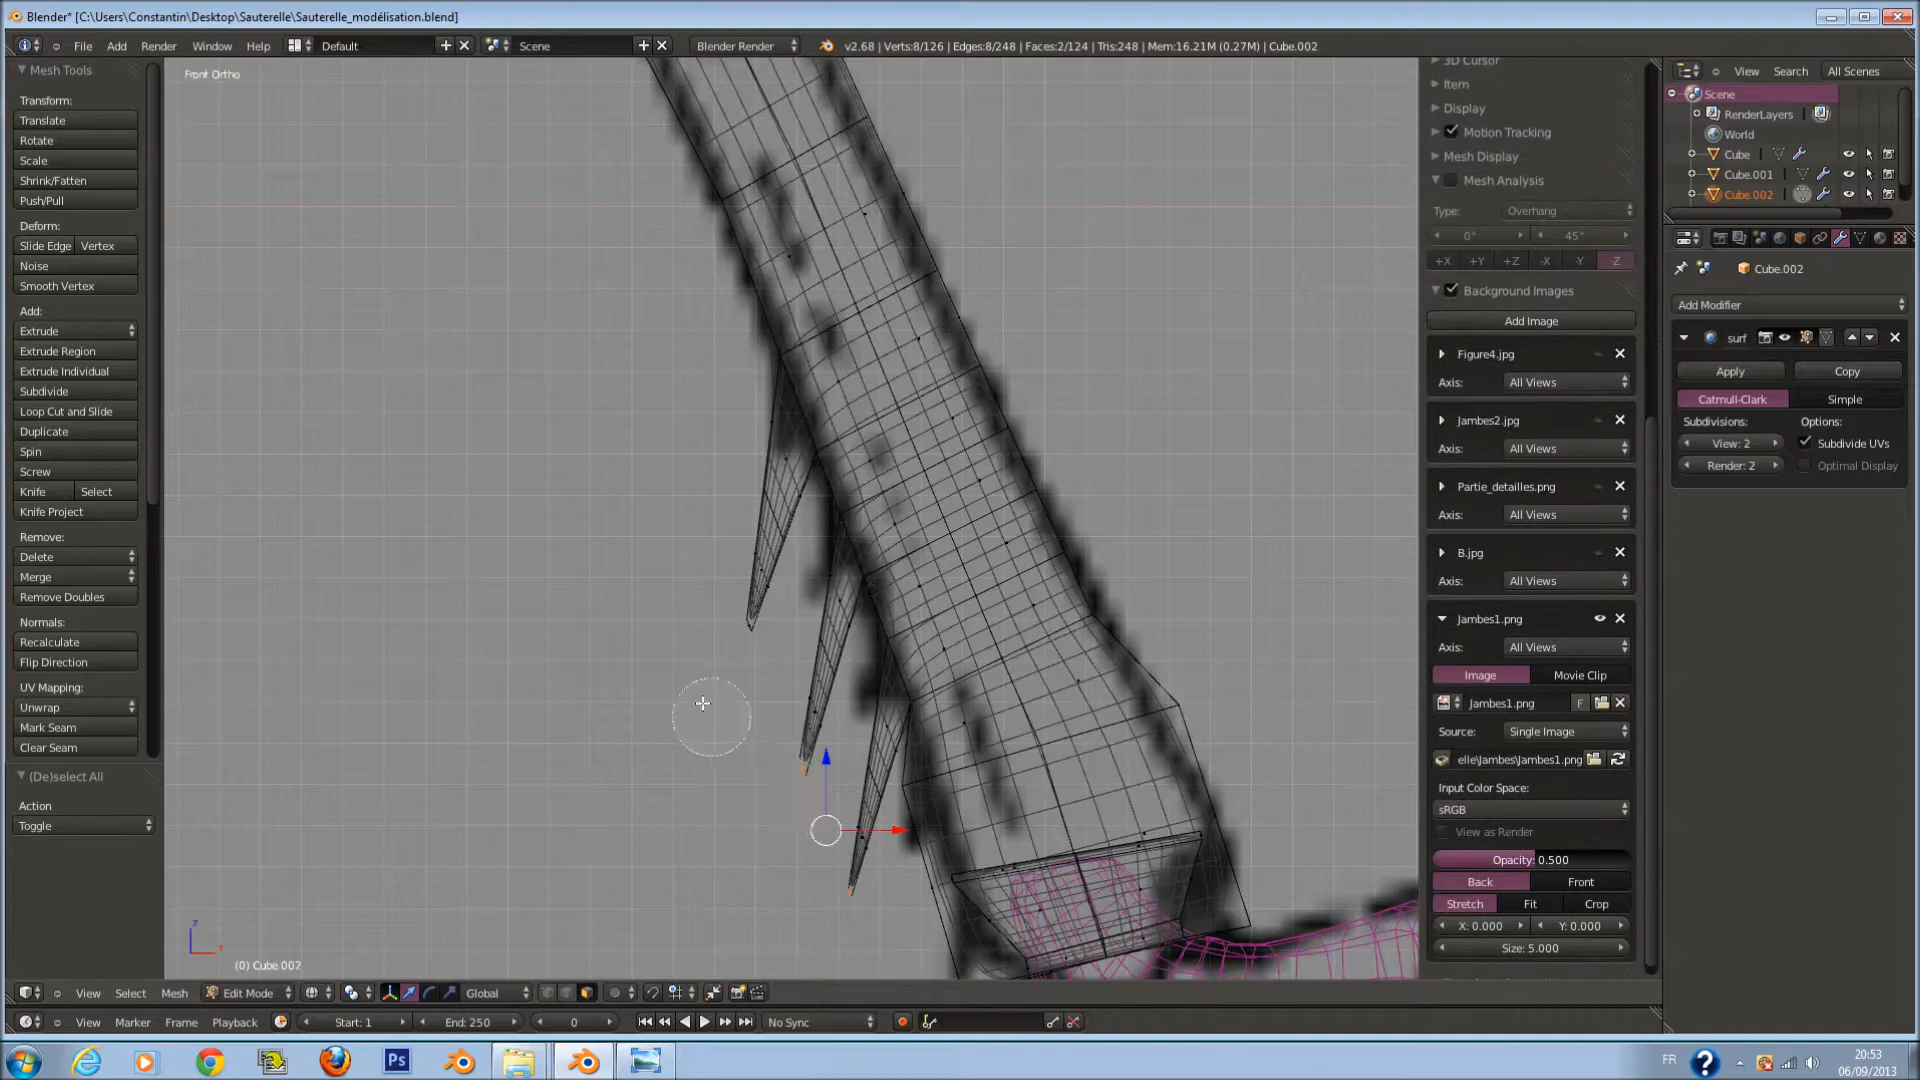 Blender* [C:\Users\Constantin\Desktop\Sauterelle\Sauterelle_modélisation.blend]
File Add Render Window Help Default Scene Blender Render v2.68 | Verts:8/126 | Edges:8/248 | Faces:2/124 | Tris:248 | Mem:16.21M (0.27M) | Cube.002
Mesh Tools
Transform:
Translate
Rotate
Scale
Shrink/Fatten
Push/Pull
Deform:
Slide Edge Vertex
Noise
Smooth Vertex
Add:
Extrude
Extrude Region
Extrude Individual
Subdivide
Loop Cut and Slide
Duplicate
Spin
Screw
Knife Select
Knife Project
Remove:
Delete
Merge
Remove Doubles
Normals:
Recalculate
Flip Direction
UV Mapping:
Unwrap
Mark Seam
Clear Seam
(De)select All
Action
Toggle
Front Ortho
z
x
(0) Cube.002
3D Cursor
Item
Display
Motion Tracking
Mesh Display
Mesh Analysis
Type: Overhang
0° 45°
+X +Y +Z -X -Y -Z
Background Images
Add Image
Figure4.jpg
Axis: All Views
Jambes2.jpg
Axis: All Views
Partie_detailles.png
Axis: All Views
B.jpg
Axis: All Views
Jambes1.png
Axis: All Views
Image Movie Clip
Jambes1.png F
Source: Single Image
elle\Jambes\Jambes1.png
Input Color Space:
sRGB
View as Render
Opacity: 0.500
Back Front
Stretch Fit Crop
X: 0.000 Y: 0.000
Size: 5.000
View Search All Scenes
Scene
RenderLayers
World
Cube
Cube.001
Cube.002
Cube.002
Add Modifier
surf
Apply Copy
Catmull-Clark Simple
Subdivisions: Options:
View: 2 Subdivide UVs
Render: 2 Optimal Display
View Select Mesh Edit Mode Global
View Marker Frame Playback Start: 1 End: 250 0 No Sync
Ps
FR
?
20:53
06/09/2013